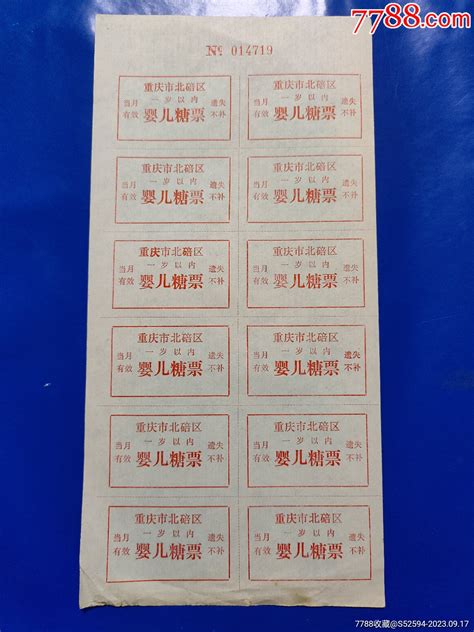 7788.com
№ 014719
重庆市北碚区
一岁以内
当月有效 婴儿糖票 遗失不补
重庆市北碚区
一岁以内
当月有效 婴儿糖票 遗失不补
重庆市北碚区
一岁以内
当月有效 婴儿糖票 遗失不补
重庆市北碚区
一岁以内
当月有效 婴儿糖票 遗失不补
重庆市北碚区
一岁以内
当月有效 婴儿糖票 遗失不补
重庆市北碚区
一岁以内
当月有效 婴儿糖票 遗失不补
重庆市北碚区
一岁以内
当月有效 婴儿糖票 遗失不补
重庆市北碚区
一岁以内
当月有效 婴儿糖票 遗失不补
重庆市北碚区
一岁以内
当月有效 婴儿糖票 遗失不补
重庆市北碚区
一岁以内
当月有效 婴儿糖票 遗失不补
重庆市北碚区
一岁以内
当月有效 婴儿糖票 遗失不补
重庆市北碚区
一岁以内
当月有效 婴儿糖票 遗失不补
7788收藏@S52594-2023.09.17